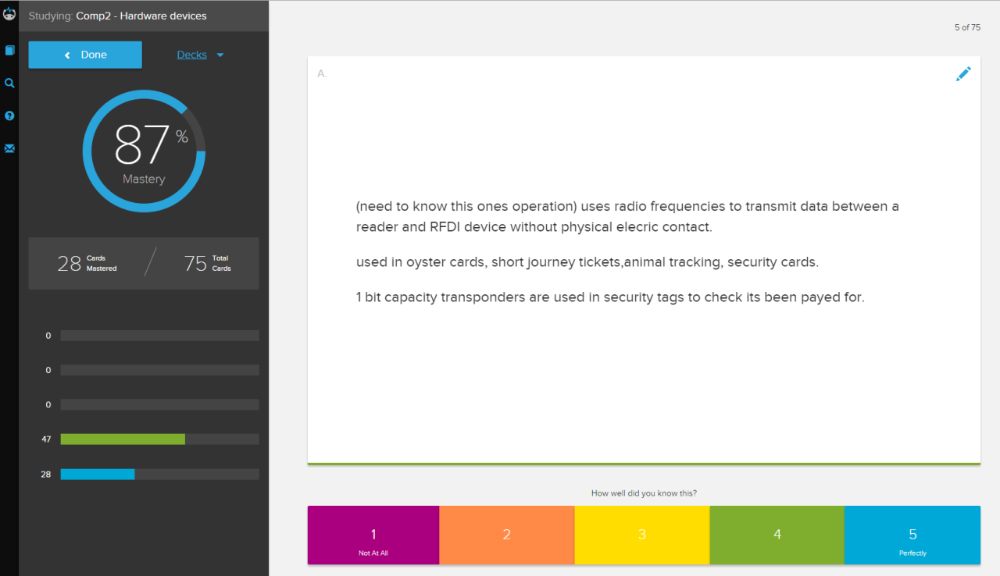 Studying: Comp2 - Hardware devices
Done
Decks
87 %
Mastery
28 Cards Mastered
75 Total Cards
0
0
0
47
28
5 of 75
A.
(need to know this ones operation) uses radio frequencies to transmit data between a
reader and RFDI device without physical elecric contact.
used in oyster cards, short journey tickets,animal tracking, security cards.
1 bit capacity transponders are used in security tags to check its been payed for.
How well did you know this?
1
Not At All
2
3
4
5
Perfectly